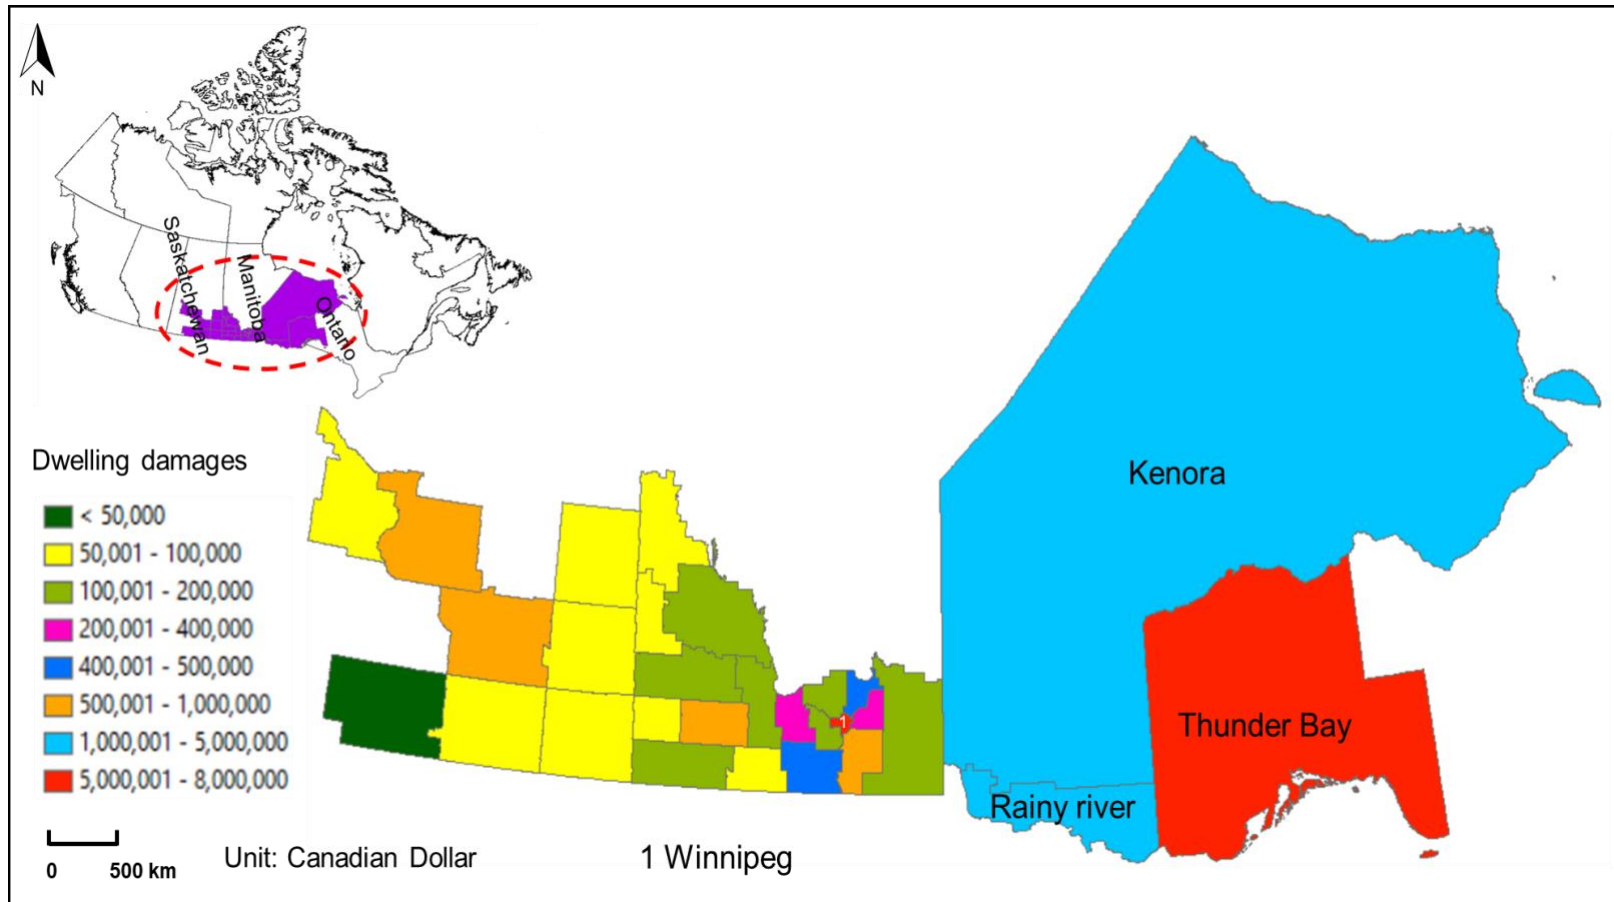 N
Saskatchewan
Manitoba
Ontario
Dwelling damages
< 50,000
50,001 - 100,000
100,001 - 200,000
200,001 - 400,000
400,001 - 500,000
500,001 - 1,000,000
1,000,001 - 5,000,000
5,000,001 - 8,000,000
Kenora
Thunder Bay
Rainy river
1
0 500 km
Unit: Canadian Dollar
1 Winnipeg